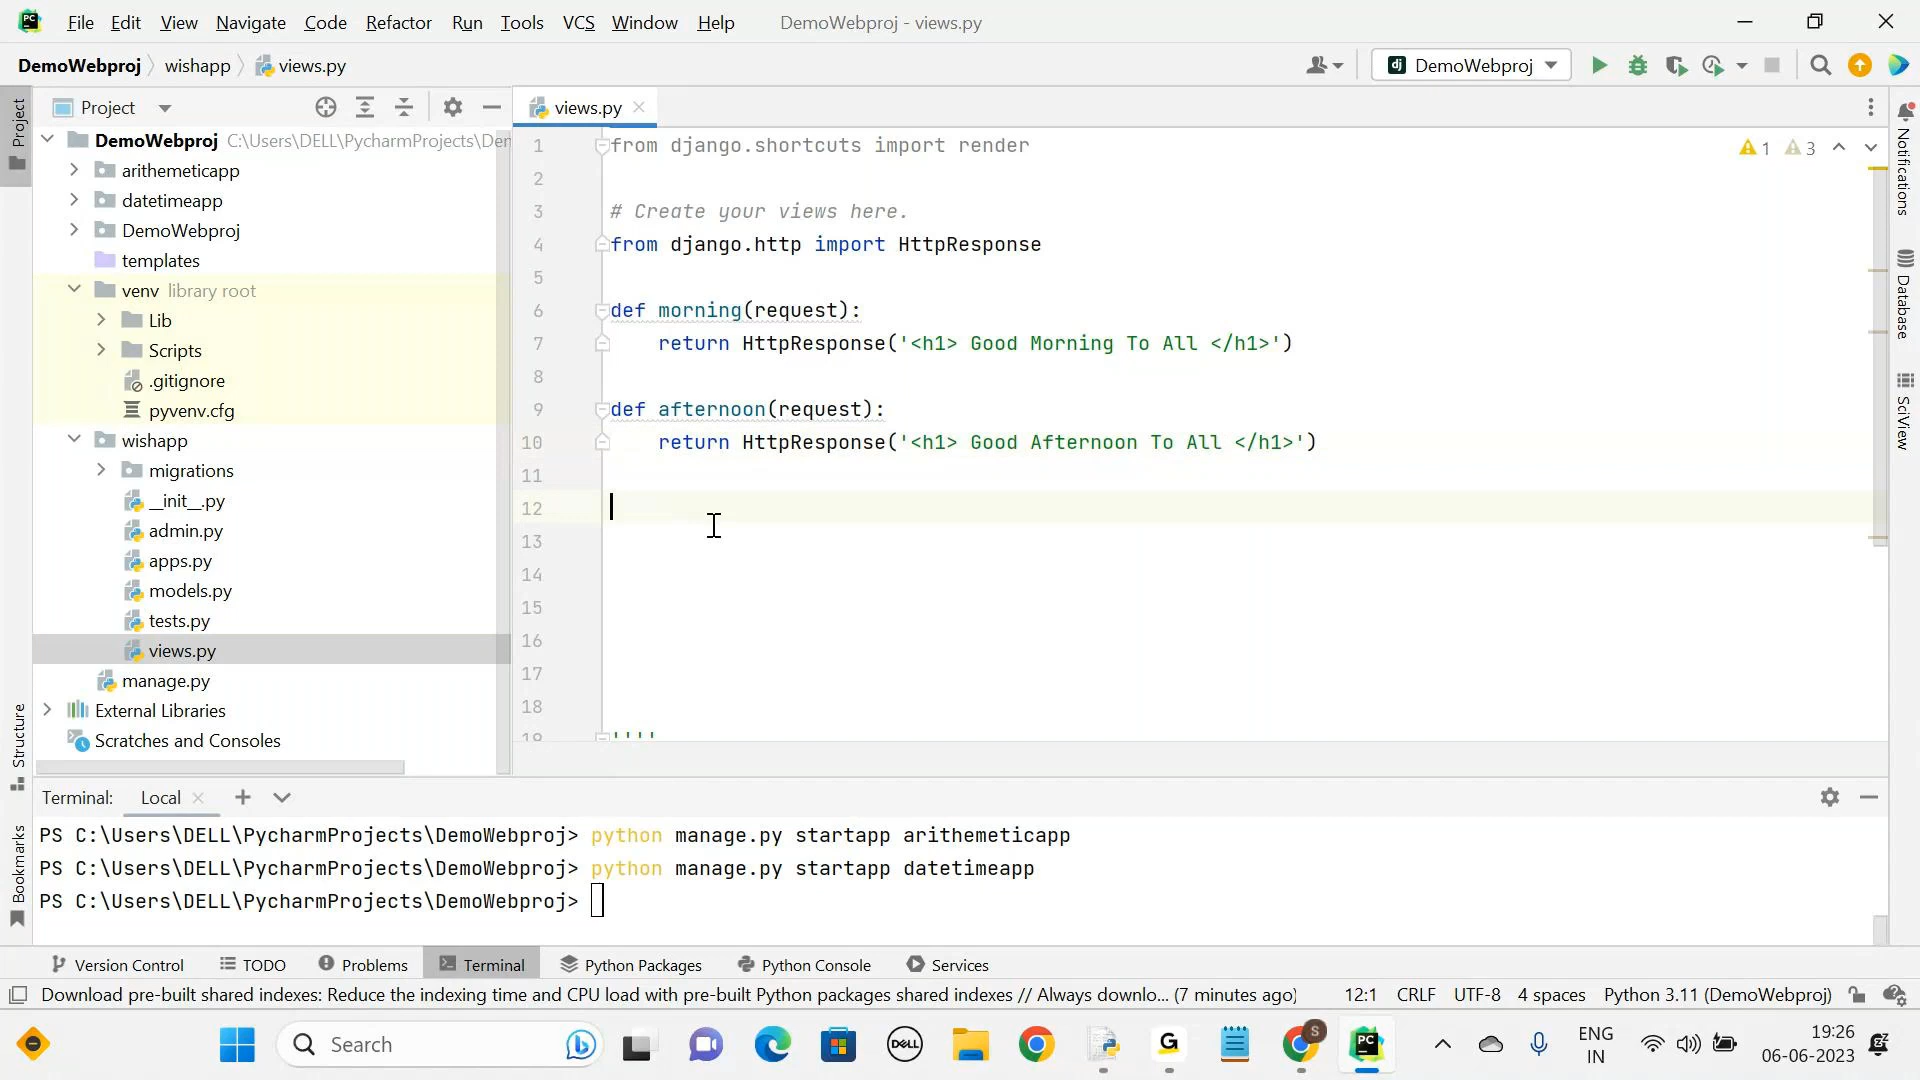 File Edit View Navigate Code Refactor Run Tools VCS Window Help DemoWebproj - views.py
DemoWebproj wishapp views.py
DemoWebproj
Project
views.py
DemoWebproj C:\Users\DELL\PycharmProjects\Der
arithemeticapp
datetimeapp
DemoWebproj
templates
venv library root
Lib
Scripts
.gitignore
pyvenv.cfg
wishapp
migrations
__init__.py
admin.py
apps.py
models.py
tests.py
views.py
manage.py
External Libraries
Scratches and Consoles
1 from django.shortcuts import render
2
3 # Create your views here.
4 from django.http import HttpResponse
5
6 def morning(request):
7 return HttpResponse('<h1> Good Morning To All </h1>')
8
9 def afternoon(request):
10 return HttpResponse('<h1> Good Afternoon To All </h1>')
11
12
13
14
15
16
17
18
19 ''''
1 3
Project
Structure
Bookmarks
Notifications
Database
SciView
Terminal: Local
PS C:\Users\DELL\PycharmProjects\DemoWebproj> python manage.py startapp arithemeticapp
PS C:\Users\DELL\PycharmProjects\DemoWebproj> python manage.py startapp datetimeapp
PS C:\Users\DELL\PycharmProjects\DemoWebproj>
Version Control TODO Problems Terminal Python Packages Python Console Services
Download pre-built shared indexes: Reduce the indexing time and CPU load with pre-built Python packages shared indexes // Always downlo... (7 minutes ago) 12:1 CRLF UTF-8 4 spaces Python 3.11 (DemoWebproj)
Search
DELL
G
S
PC
ENG
IN
19:26
06-06-2023